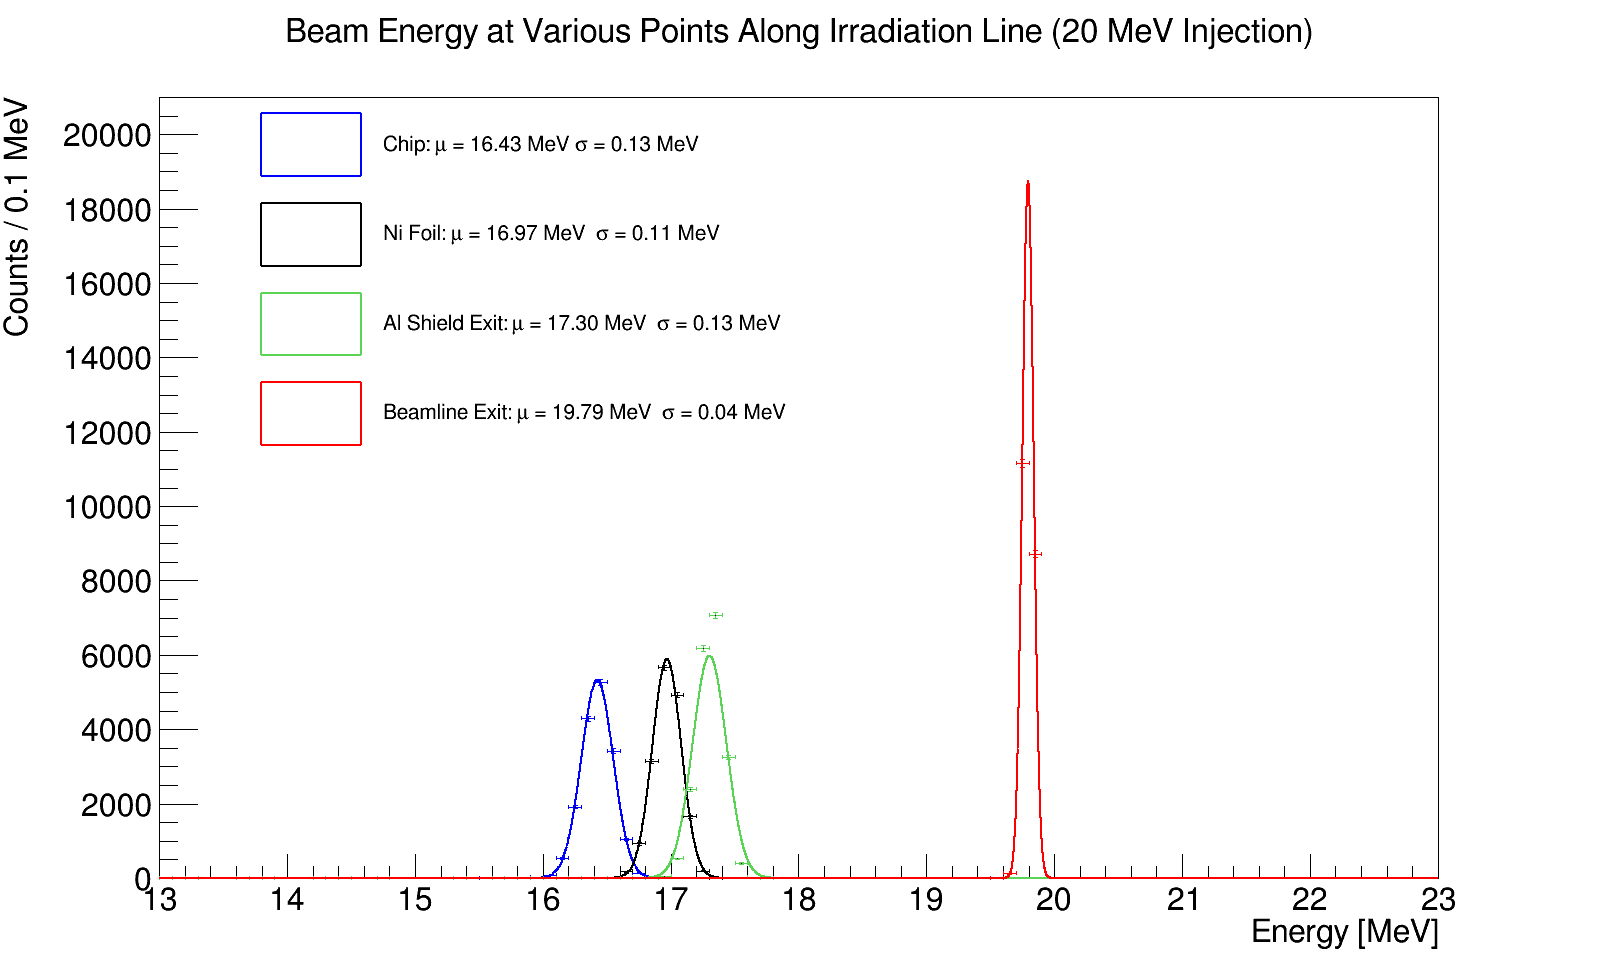 Beam Energy at Various Points Along Irradiation Line (20 MeV Injection)
Counts / 0.1 MeV
20000
18000
16000
14000
12000
10000
8000
6000
4000
2000
0
Chip: μ = 16.43 MeV σ = 0.13 MeV
Ni Foil: μ = 16.97 MeV σ = 0.11 MeV
Al Shield Exit: μ = 17.30 MeV σ = 0.13 MeV
Beamline Exit: μ = 19.79 MeV σ = 0.04 MeV
13 14 15 16 17 18 19 20 21 22 23
Energy [MeV]